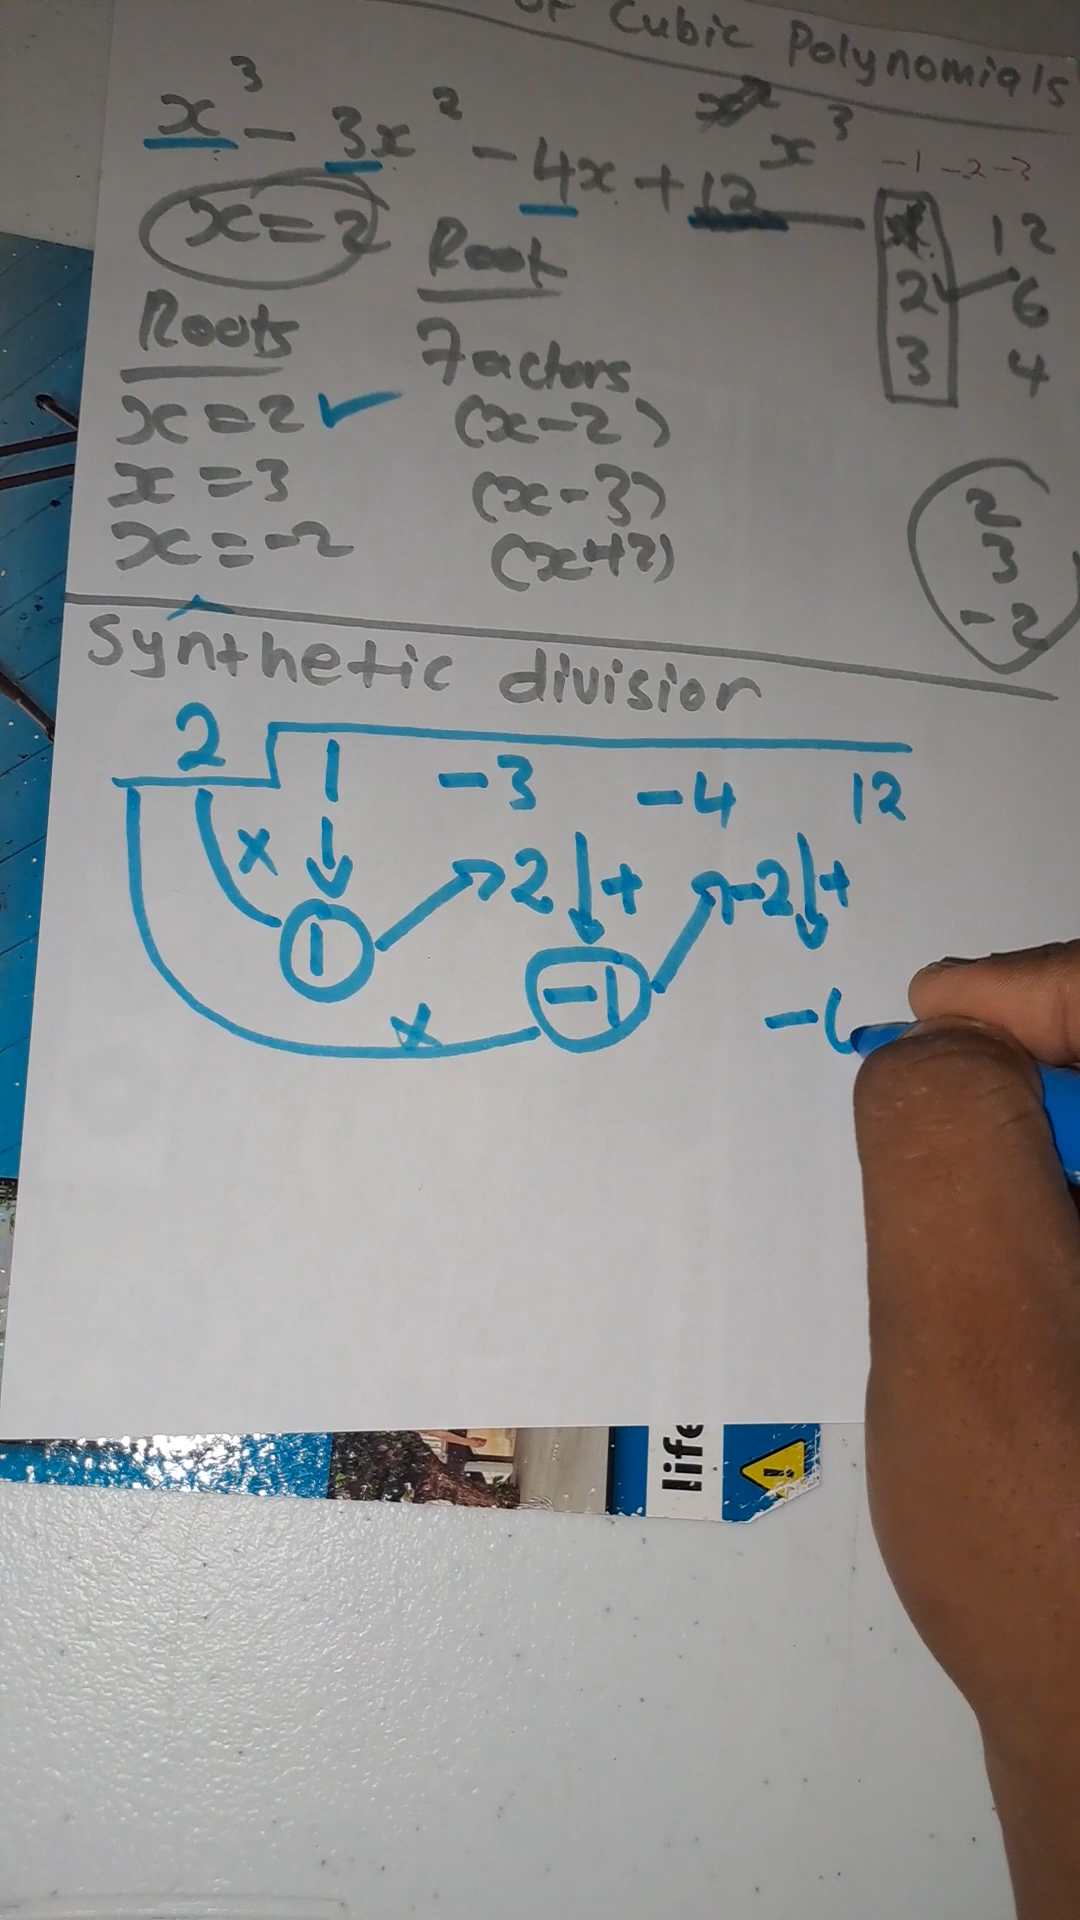 of Cubic Polynomials
x³ - 3x² - 4x + 12
x³
-1 -2 -3
x = 2
Root
12
2 6
3 4
Roots
Factors
x = 2 ✓ (x-2)
x = 3 (x-3)
x = -2 (x+2)
2
3
-2
Synthetic division
2 1 -3 -4 12
x 2 + -2 +
1 -1
x
life